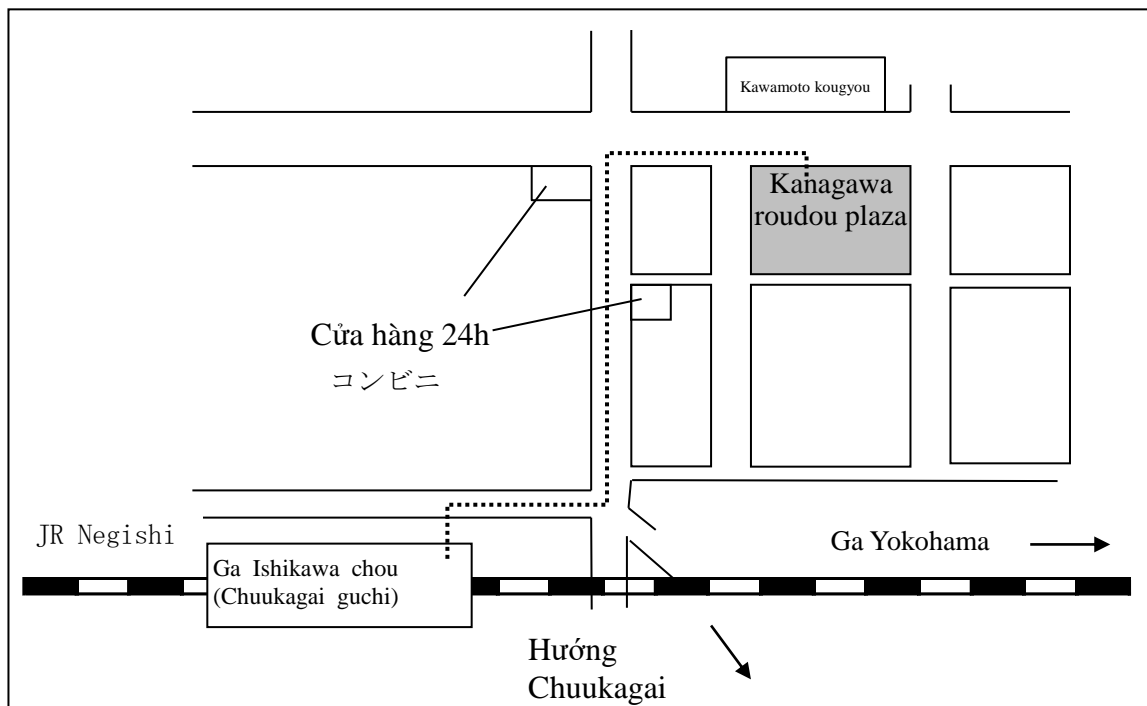 Kawamoto kougyou
Kanagawa
roudou plaza
Cửa hàng 24h
コンビニ
JR Negishi
Ga Yokohama
Ga Ishikawa chou
(Chuukagai guchi)
Hướng
Chuukagai